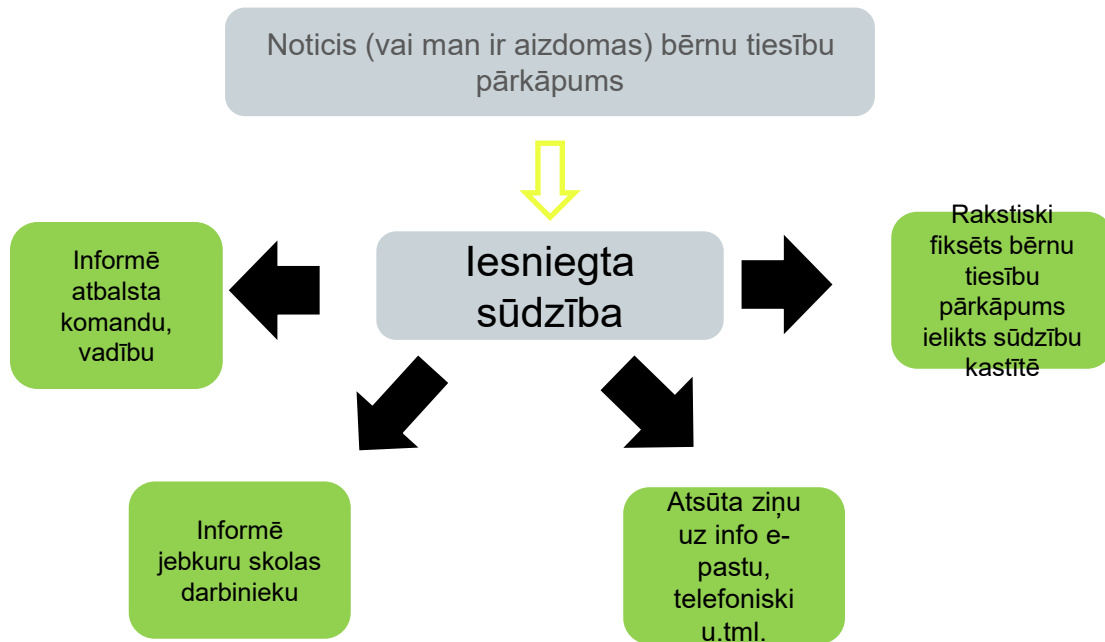 Noticis (vai man ir aizdomas) bērnu tiesību
pārkāpums
Iesniegta
sūdzība
Informē
atbalsta
komandu,
vadību
Rakstiski
fiksēts bērnu
tiesību
pārkāpums
ielikts sūdzību
kastītē
Informē
jebkuru skolas
darbinieku
Atsūta ziņu
uz info e-
pastu,
telefoniski
u.tml.